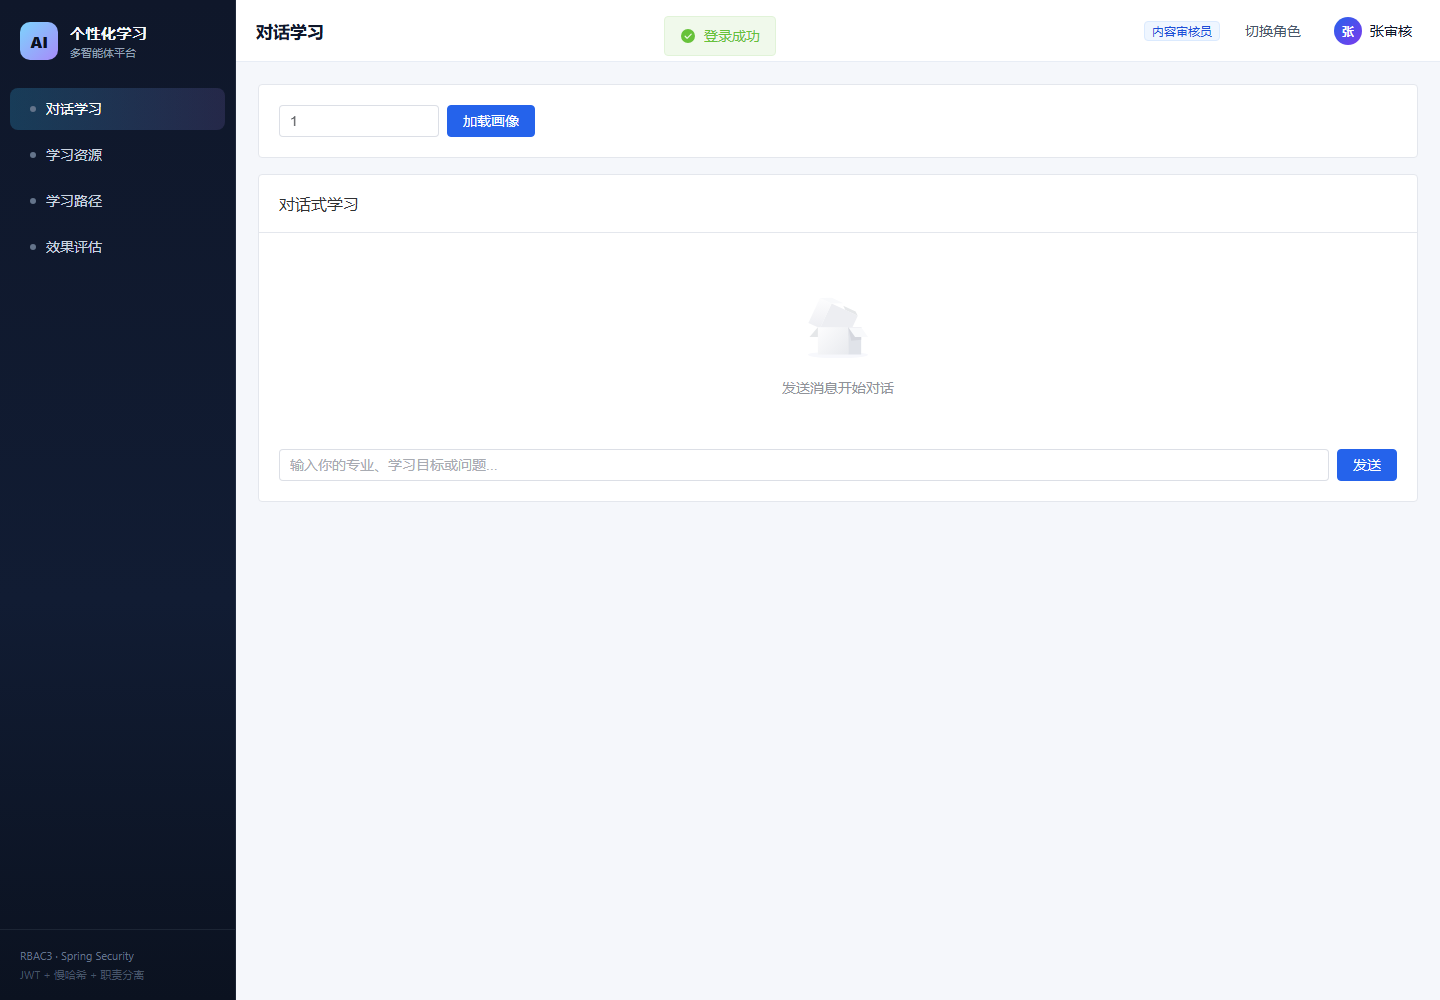 AI
个性化学习
多智能体平台
对话学习
学习资源
学习路径
效果评估
RBAC3 · Spring Security
JWT + 慢哈希 + 职责分离
对话学习
登录成功
内容审核员
切换角色
张
张审核
1
加载画像
对话式学习
发送消息开始对话
输入你的专业、学习目标或问题...
发送